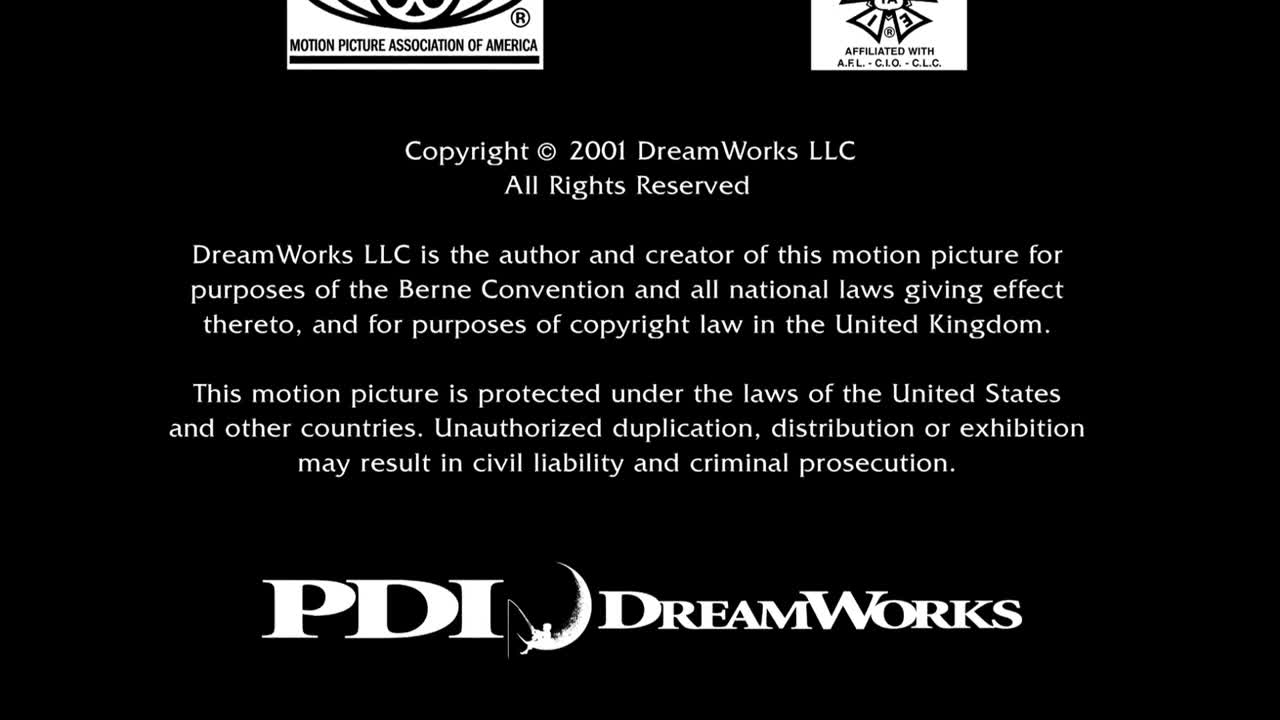 ®
MOTION PICTURE ASSOCIATION OF AMERICA
IA
E
®
AFFILIATED WITH
A.F.L. - C.I.O. - C.L.C.
Copyright © 2001 DreamWorks LLC
All Rights Reserved
DreamWorks LLC is the author and creator of this motion picture for
purposes of the Berne Convention and all national laws giving effect
thereto, and for purposes of copyright law in the United Kingdom.
This motion picture is protected under the laws of the United States
and other countries. Unauthorized duplication, distribution or exhibition
may result in civil liability and criminal prosecution.
PDI DREAMWORKS